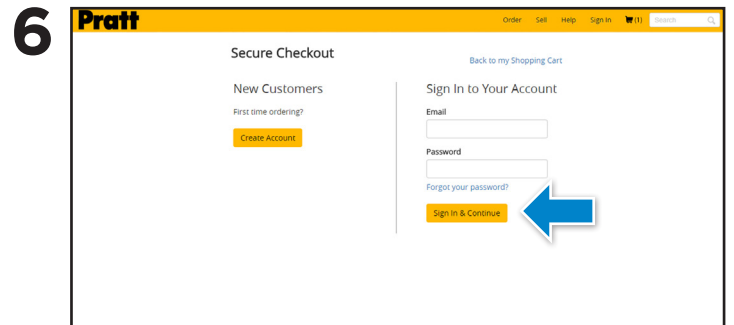 6
Pratt
Order Sell Help Sign In (1) Search
Secure Checkout
Back to my Shopping Cart
New Customers
First time ordering?
Create Account
Sign In to Your Account
Email
Password
Forgot your password?
Sign In & Continue